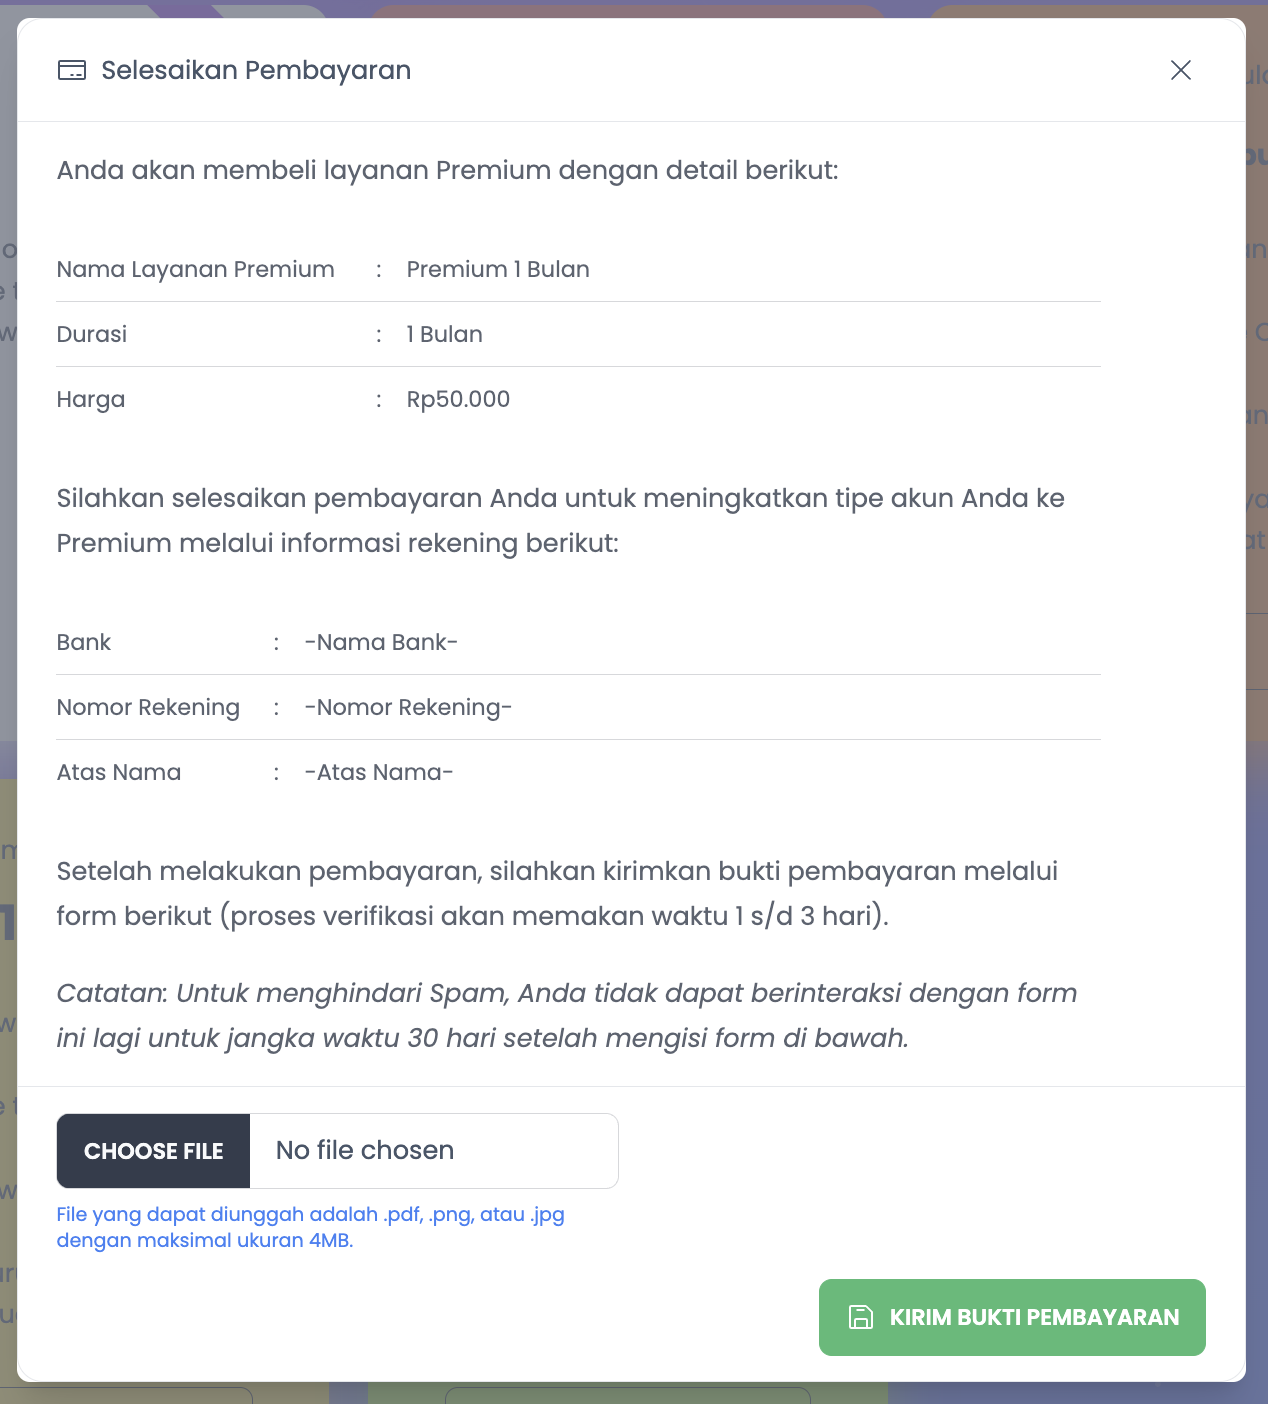 Selesaikan Pembayaran
Anda akan membeli layanan Premium dengan detail berikut:
Nama Layanan Premium : Premium 1 Bulan
Durasi : 1 Bulan
Harga : Rp50.000
Silahkan selesaikan pembayaran Anda untuk meningkatkan tipe akun Anda ke
Premium melalui informasi rekening berikut:
Bank : -Nama Bank-
Nomor Rekening : -Nomor Rekening-
Atas Nama : -Atas Nama-
Setelah melakukan pembayaran, silahkan kirimkan bukti pembayaran melalui
form berikut (proses verifikasi akan memakan waktu 1 s/d 3 hari).
Catatan: Untuk menghindari Spam, Anda tidak dapat berinteraksi dengan form
ini lagi untuk jangka waktu 30 hari setelah mengisi form di bawah.
CHOOSE FILE No file chosen
File yang dapat diunggah adalah .pdf, .png, atau .jpg
dengan maksimal ukuran 4MB.
KIRIM BUKTI PEMBAYARAN